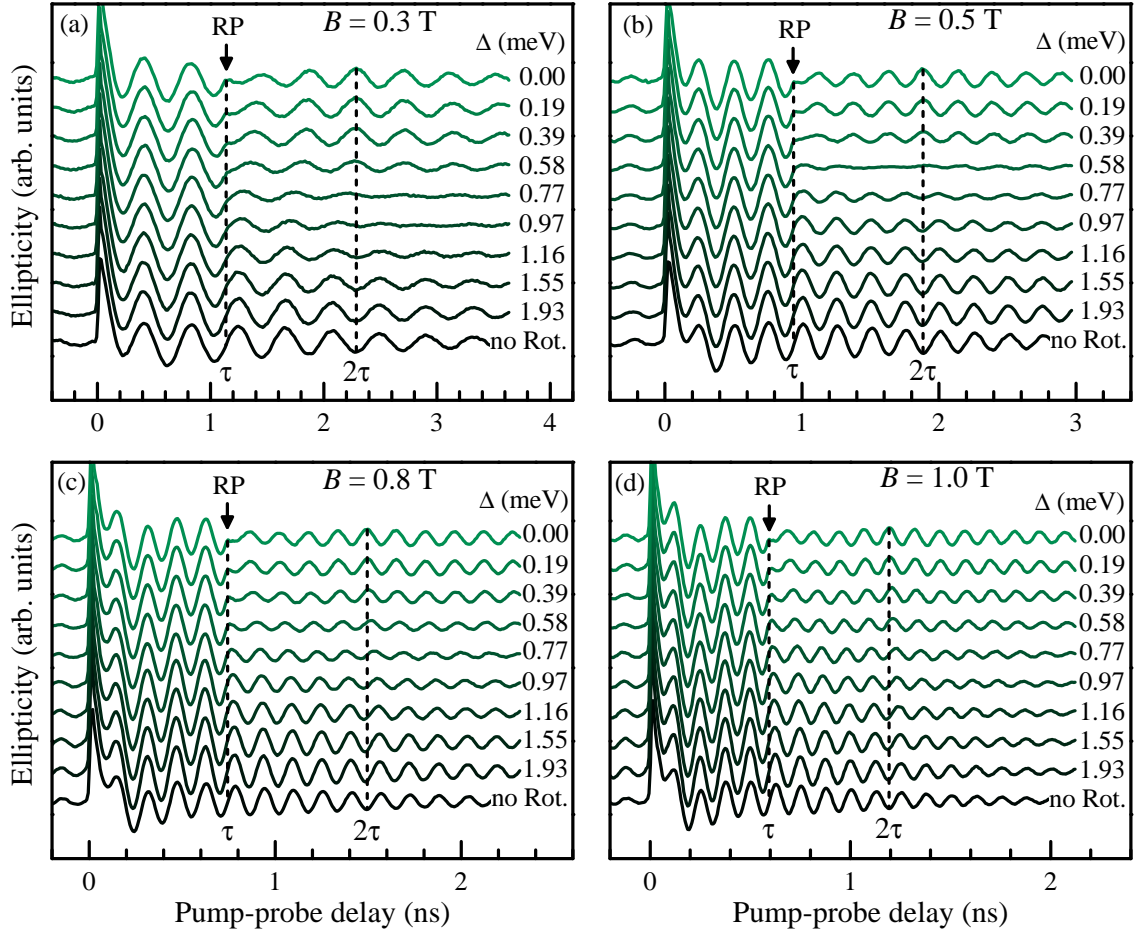 (a) RP B = 0.3 T
Δ (meV)
0.00
0.19
0.39
0.58
0.77
0.97
1.16
1.55
1.93
no Rot.
τ 2τ
0 1 2 3 4
Ellipticity (arb. units)
(b) RP B = 0.5 T
Δ (meV)
0.00
0.19
0.39
0.58
0.77
0.97
1.16
1.55
1.93
no Rot.
τ 2τ
0 1 2 3
(c) RP B = 0.8 T
Δ (meV)
0.00
0.19
0.39
0.58
0.77
0.97
1.16
1.55
1.93
no Rot.
τ 2τ
0 1 2
Ellipticity (arb. units)
Pump-probe delay (ns)
(d) RP B = 1.0 T
Δ (meV)
0.00
0.19
0.39
0.58
0.77
0.97
1.16
1.55
1.93
no Rot.
τ 2τ
0 1 2
Pump-probe delay (ns)